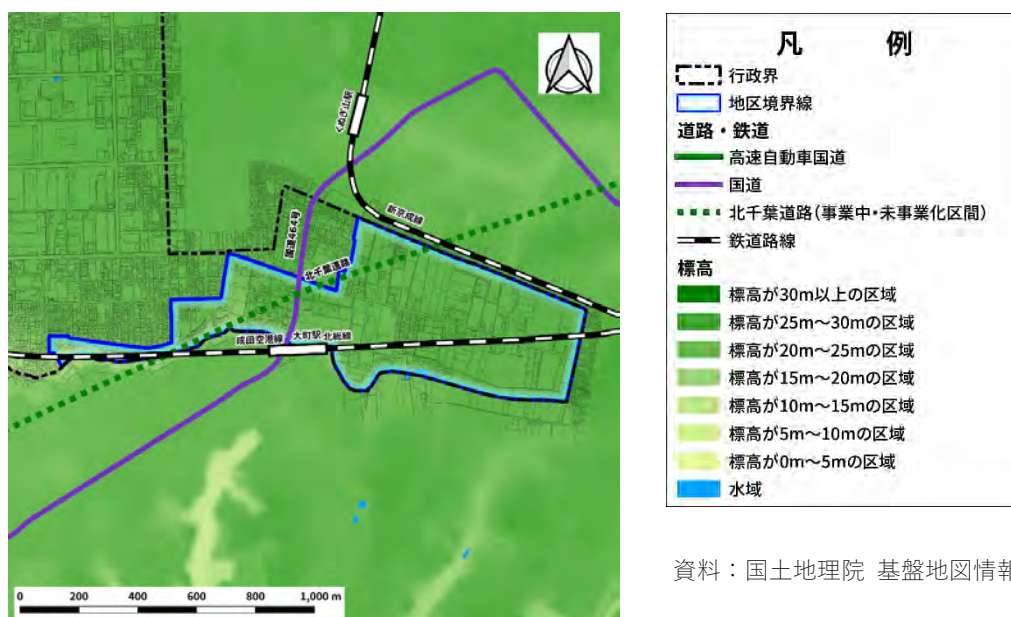 くぬぎ山駅
新京成線
国道464号
北千葉道路
成田空港線
大町駅
北総線
0 200 400 600 800 1,000 m
凡 例
行政界
地区境界線
道路・鉄道
高速自動車国道
国道
北千葉道路(事業中・未事業化区間)
鉄道路線
標高
標高が30m以上の区域
標高が25m～30mの区域
標高が20m～25mの区域
標高が15m～20mの区域
標高が10m～15mの区域
標高が5m～10mの区域
標高が0m～5mの区域
水域
資料：国土地理院 基盤地図情報